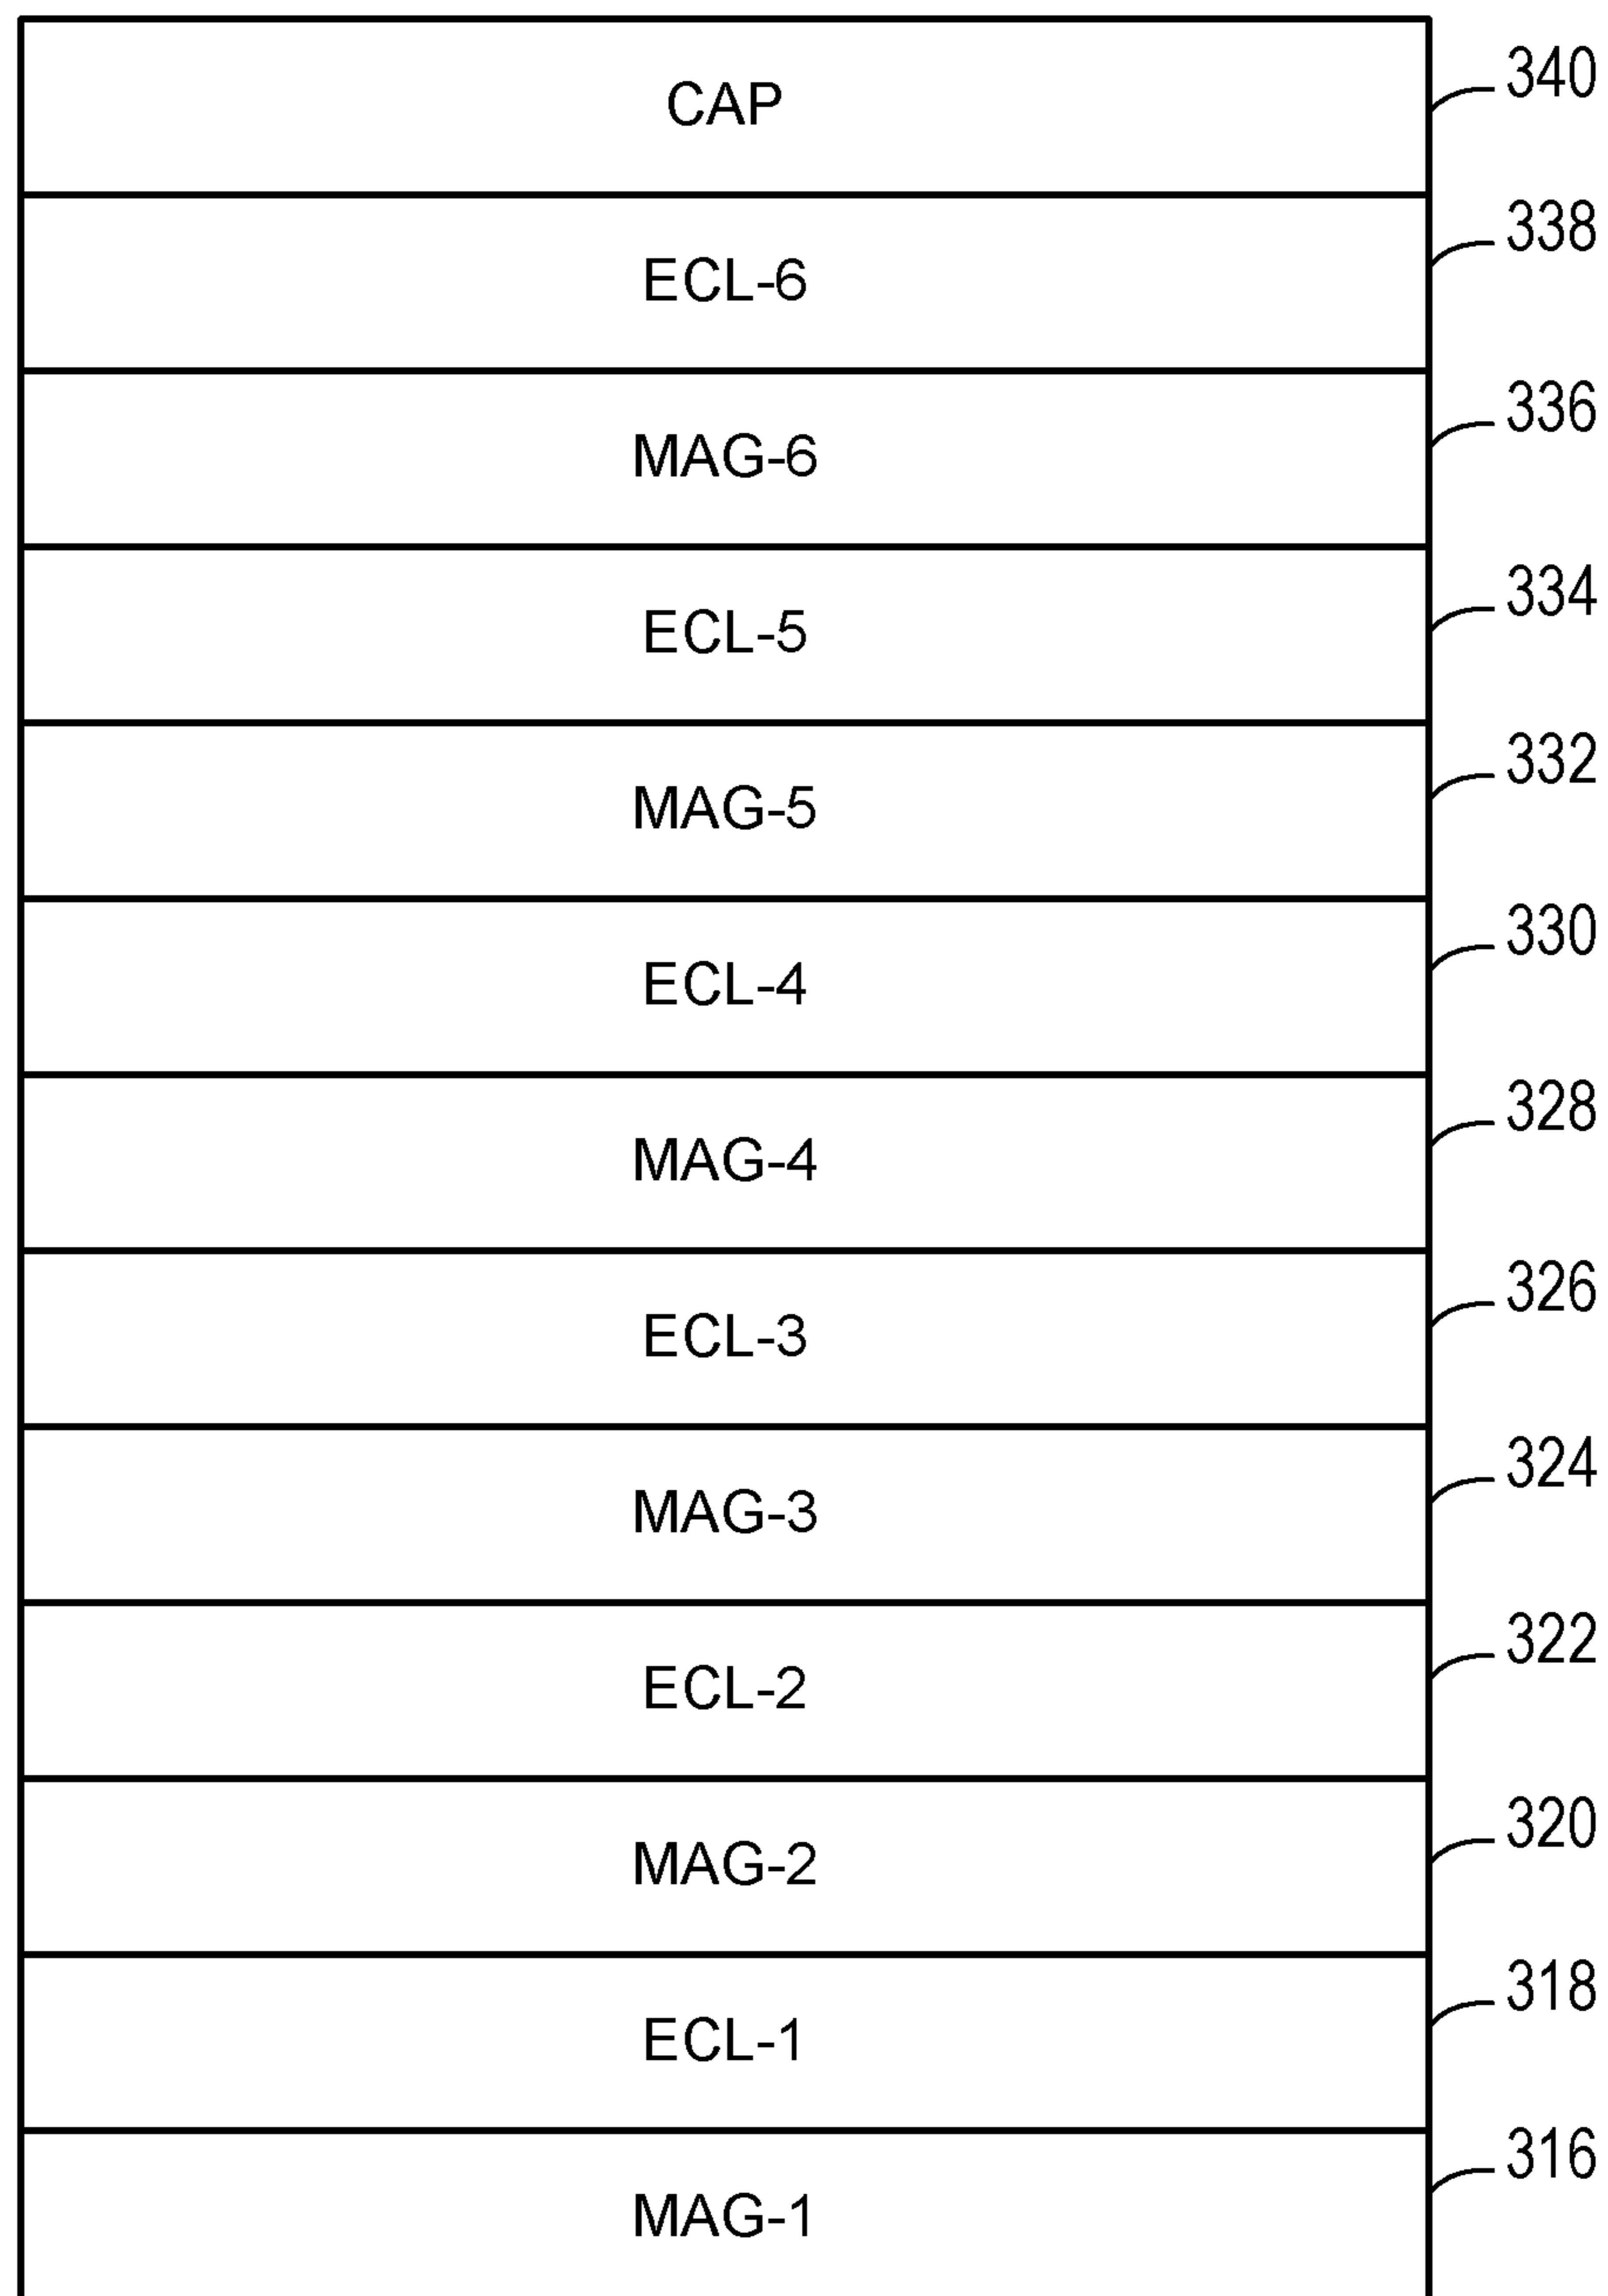 CAP 340
ECL-6 338
MAG-6 336
ECL-5 334
MAG-5 332
ECL-4 330
MAG-4 328
ECL-3 326
MAG-3 324
ECL-2 322
MAG-2 320
ECL-1 318
MAG-1 316